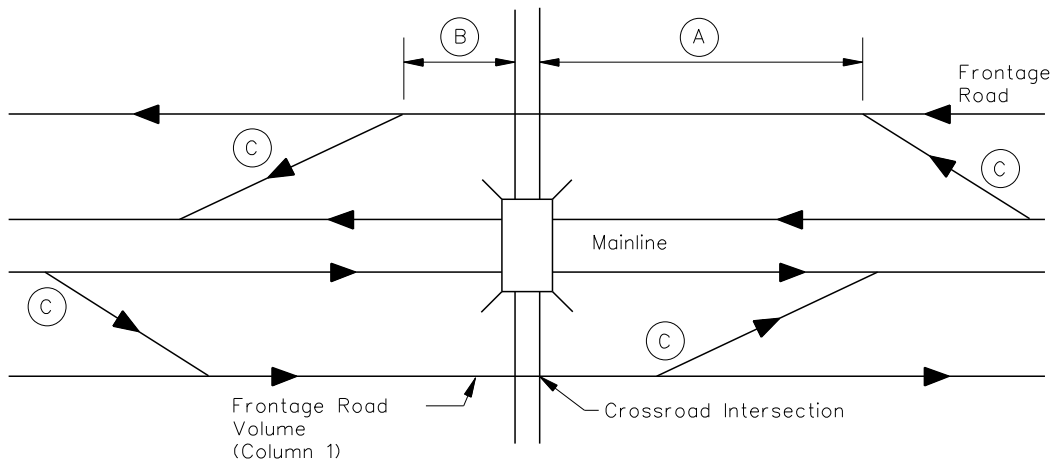 B
A
Frontage
Road
C
C
Mainline
C
C
Frontage Road
Volume
(Column 1)
Crossroad Intersection